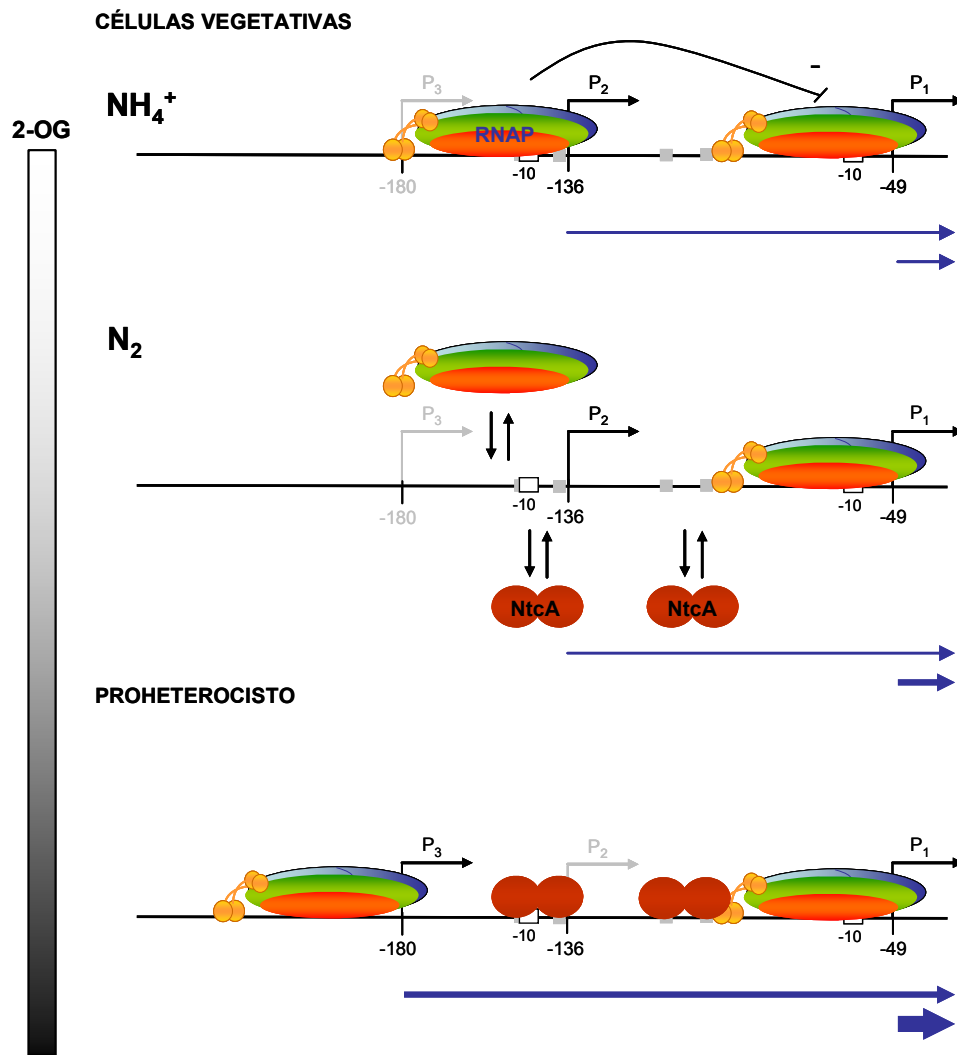 CÉLULAS VEGETATIVAS
2-OG
NH₄⁺
P₃ P₂ – P₁
RNAP
-180 -10 -136 -10 -49
N₂
P₃ P₂ P₁
-180 -10 -136 -10 -49
NtcA NtcA
PROHETEROCISTO
P₃ P₂ P₁
-180 -10 -136 -10 -49